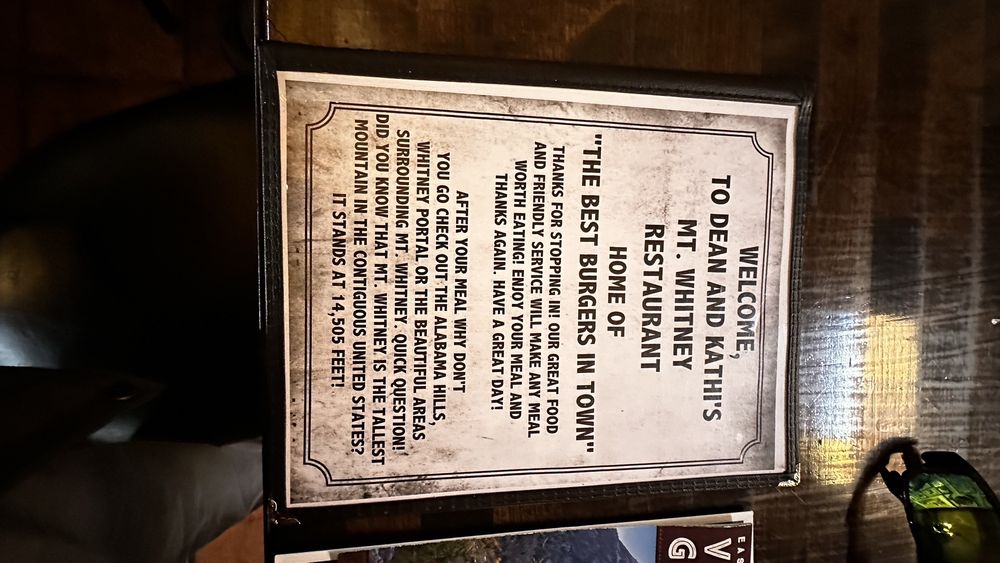 WELCOME,
TO DEAN AND KATHI'S
MT. WHITNEY
RESTAURANT
HOME OF
"THE BEST BURGERS IN TOWN"
THANKS FOR STOPPING IN! OUR GREAT FOOD
AND FRIENDLY SERVICE WILL MAKE ANY MEAL
WORTH EATING! ENJOY YOUR MEAL AND
THANKS AGAIN. HAVE A GREAT DAY!
AFTER YOUR MEAL WHY DON'T
YOU GO CHECK OUT THE ALABAMA HILLS,
WHITNEY PORTAL OR THE BEAUTIFUL AREAS
SURROUNDING MT. WHITNEY. QUICK QUESTION!
DID YOU KNOW THAT MT. WHITNEY IS THE TALLEST
MOUNTAIN IN THE CONTIGUOUS UNITED STATES?
IT STANDS AT 14,505 FEET!